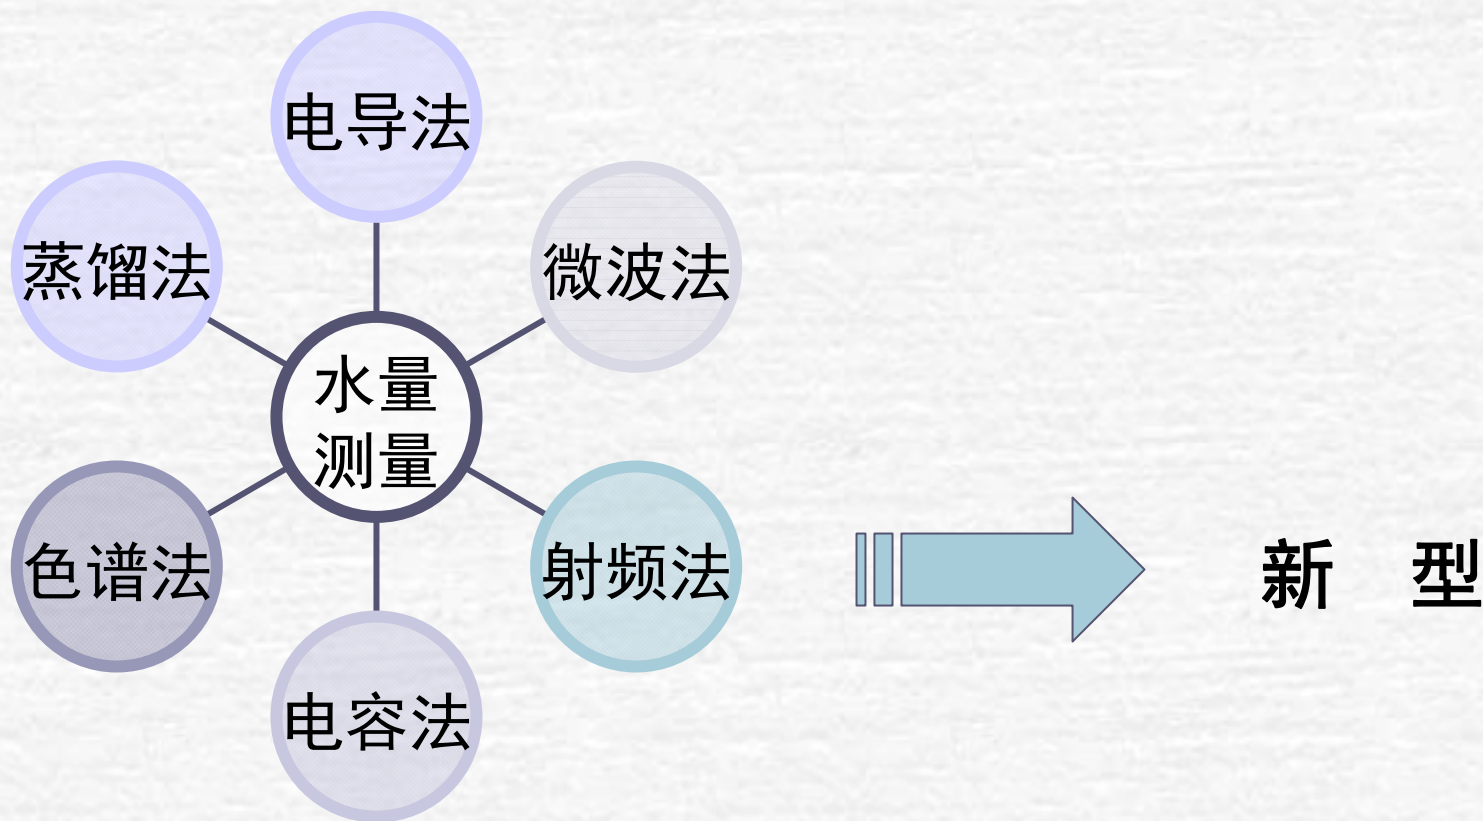 电导法
蒸馏法
微波法
水量
测量
色谱法
射频法
新 型
电容法